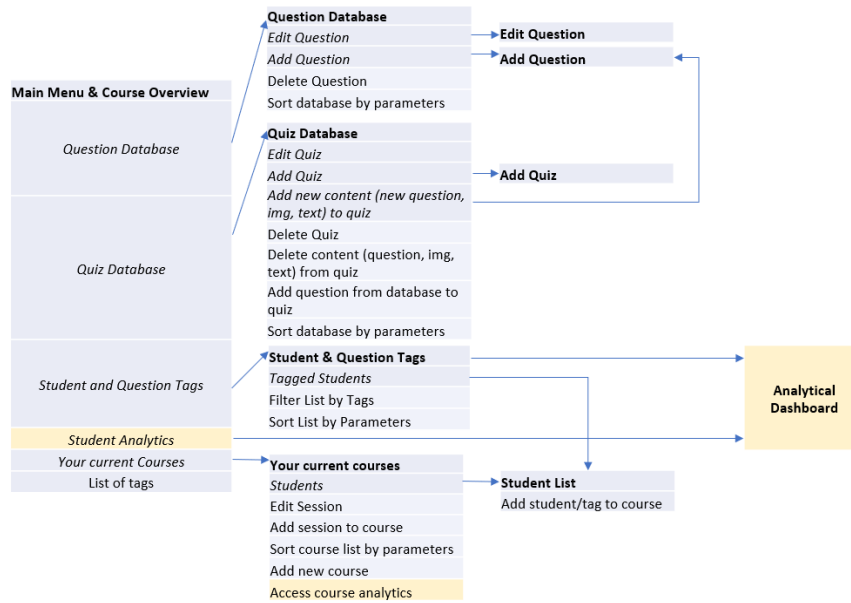 Main Menu & Course Overview
Question Database
Quiz Database
Student and Question Tags
Student Analytics
Your current Courses
List of tags
Question Database
Edit Question
Add Question
Delete Question
Sort database by parameters
Quiz Database
Edit Quiz
Add Quiz
Add new content (new question,
img, text) to quiz
Delete Quiz
Delete content (question, img,
text) from quiz
Add question from database to
quiz
Sort database by parameters
Student & Question Tags
Tagged Students
Filter List by Tags
Sort List by Parameters
Your current courses
Students
Edit Session
Add session to course
Sort course list by parameters
Add new course
Access course analytics
Edit Question
Add Question
Add Quiz
Student List
Add student/tag to course
Analytical
Dashboard